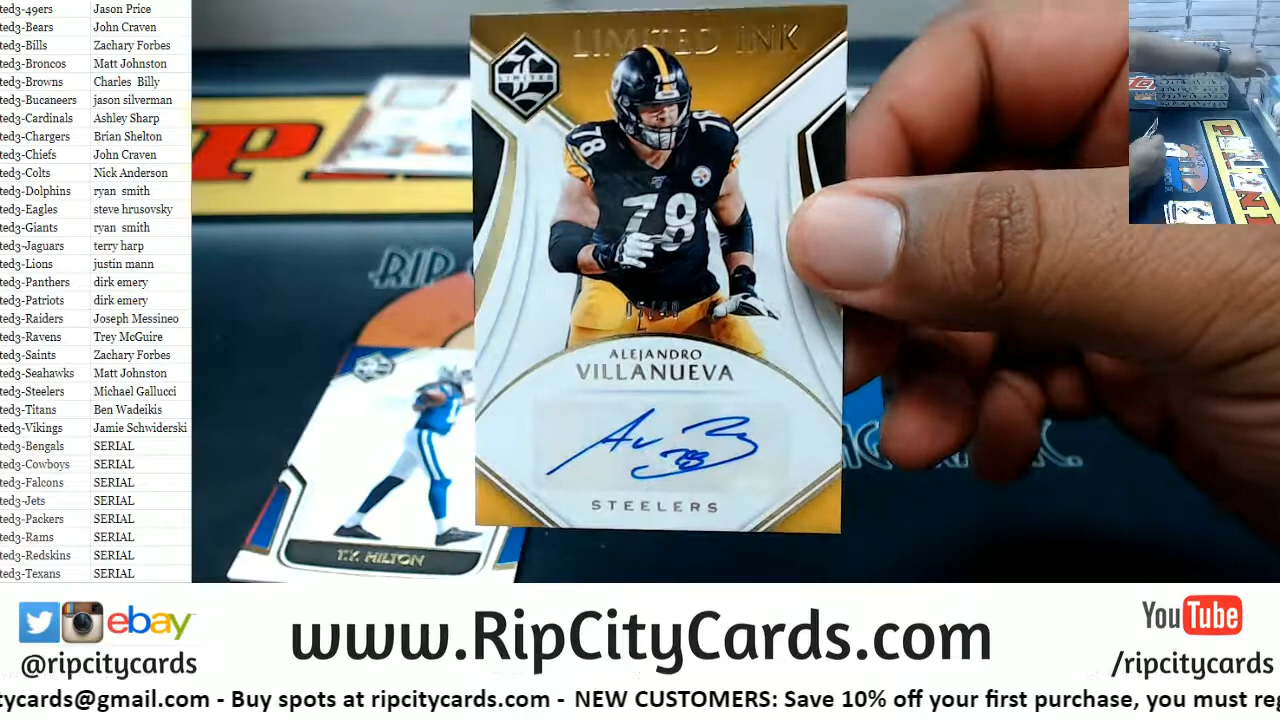 ted3-49ers Jason Price
ted3-Bears John Craven
ted3-Bills Zachary Forbes
ted3-Broncos Matt Johnston
ted3-Browns Charles Billy
ted3-Bucaneers jason silverman
ted3-Cardinals Ashley Sharp
ted3-Chargers Brian Shelton
ted3-Chiefs John Craven
ted3-Colts Nick Anderson
ted3-Dolphins ryan smith
ted3-Eagles steve hrusovsky
ted3-Giants ryan smith
ted3-Jaguars terry harp
ted3-Lions justin mann
ted3-Panthers dirk emery
ted3-Patriots dirk emery
ted3-Raiders Joseph Messineo
ted3-Ravens Trey McGuire
ted3-Saints Zachary Forbes
ted3-Seahawks Matt Johnston
ted3-Steelers Michael Gallucci
ted3-Titans Ben Wadeikis
ted3-Vikings Jamie Schwiderski
ted3-Bengals SERIAL
ted3-Cowboys SERIAL
ted3-Falcons SERIAL
ted3-Jets SERIAL
ted3-Packers SERIAL
ted3-Rams SERIAL
ted3-Redskins SERIAL
ted3-Texans SERIAL
LIMITED INK
LIMITED
78
78
78
ALEJANDRO
VILLANUEVA
STEELERS
RIP
T.Y. HILTON
ebay
@ripcitycards
www.RipCityCards.com
YouTube
/ripcitycards
tycards@gmail.com - Buy spots at ripcitycards.com - NEW CUSTOMERS: Save 10% off your first purchase, you must reg